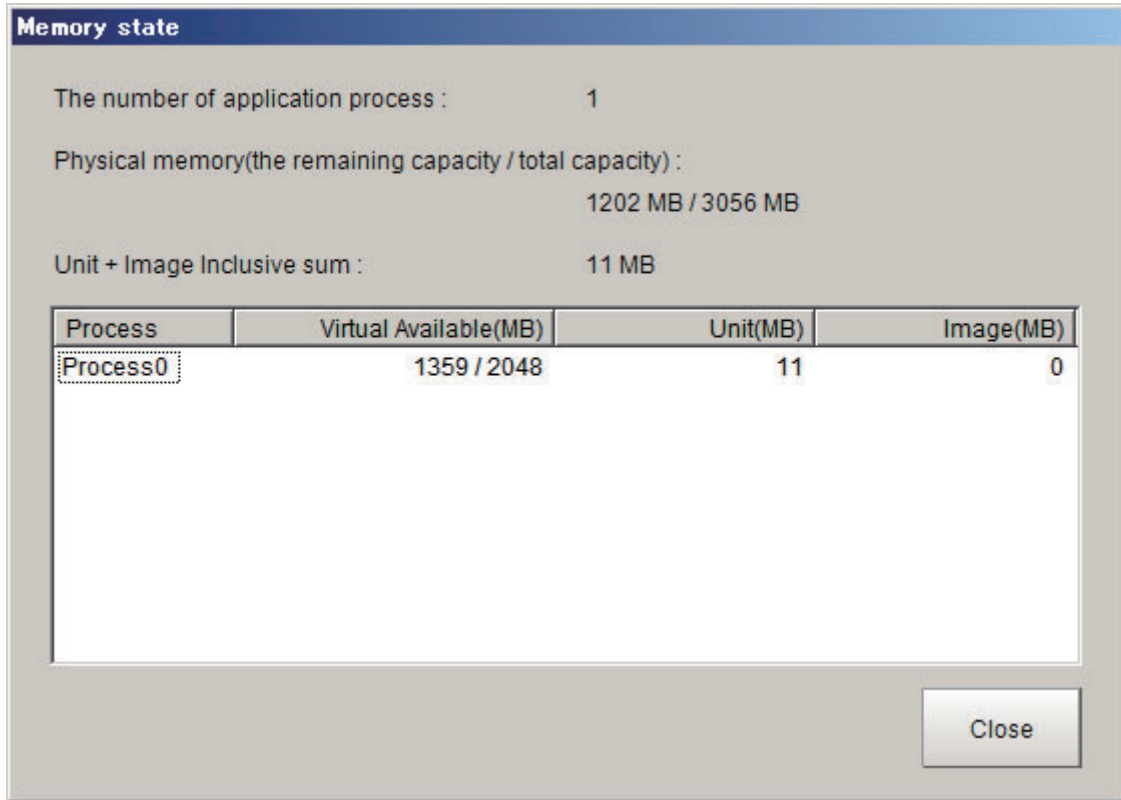 Memory state
The number of application process : 1
Physical memory(the remaining capacity / total capacity) :
1202 MB / 3056 MB
Unit + Image Inclusive sum : 11 MB
Process Virtual Available(MB) Unit(MB) Image(MB)
Process0 1359 / 2048 11 0
Close